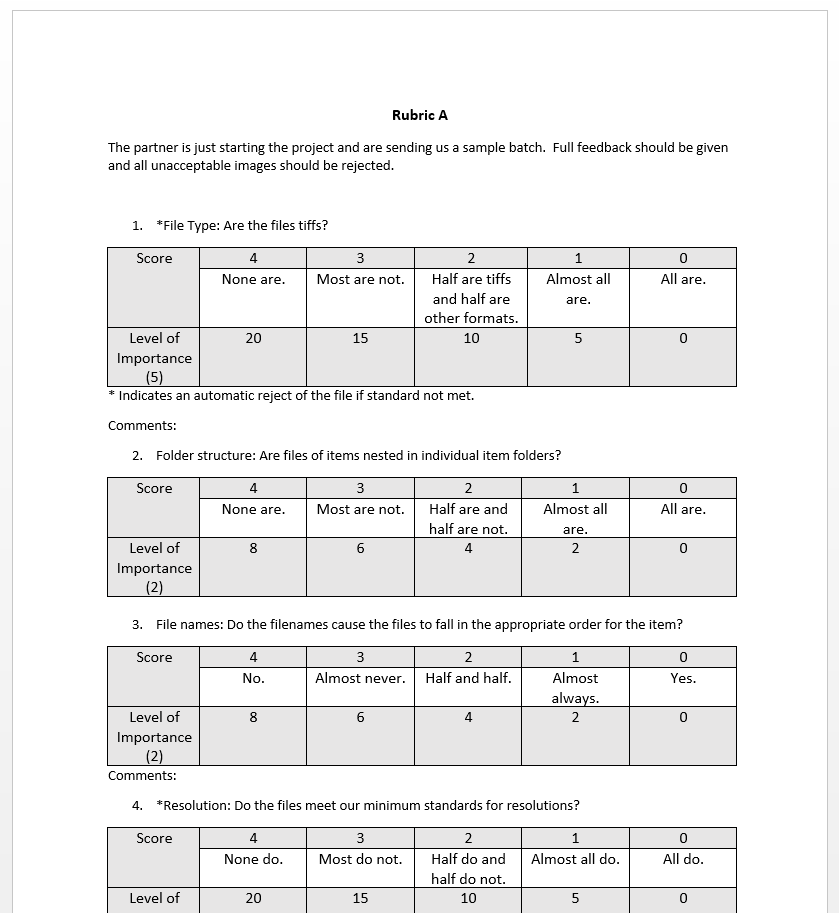 Rubric A
The partner is just starting the project and are sending us a sample batch.  Full feedback should be given
and all unacceptable images should be rejected.
1. *File Type: Are the files tiffs?
Score 4 3 2 1 0
None are. Most are not. Half are tiffs Almost all All are.
and half are are.
other formats.
Level of 20 15 10 5 0
Importance
(5)
* Indicates an automatic reject of the file if standard not met.
Comments:
2. Folder structure: Are files of items nested in individual item folders?
Score 4 3 2 1 0
None are. Most are not. Half are and Almost all All are.
half are not. are.
Level of 8 6 4 2 0
Importance
(2)
3. File names: Do the filenames cause the files to fall in the appropriate order for the item?
Score 4 3 2 1 0
No. Almost never. Half and half. Almost Yes.
always.
Level of 8 6 4 2 0
Importance
(2)
Comments:
4. *Resolution: Do the files meet our minimum standards for resolutions?
Score 4 3 2 1 0
None do. Most do not. Half do and Almost all do. All do.
half do not.
Level of 20 15 10 5 0